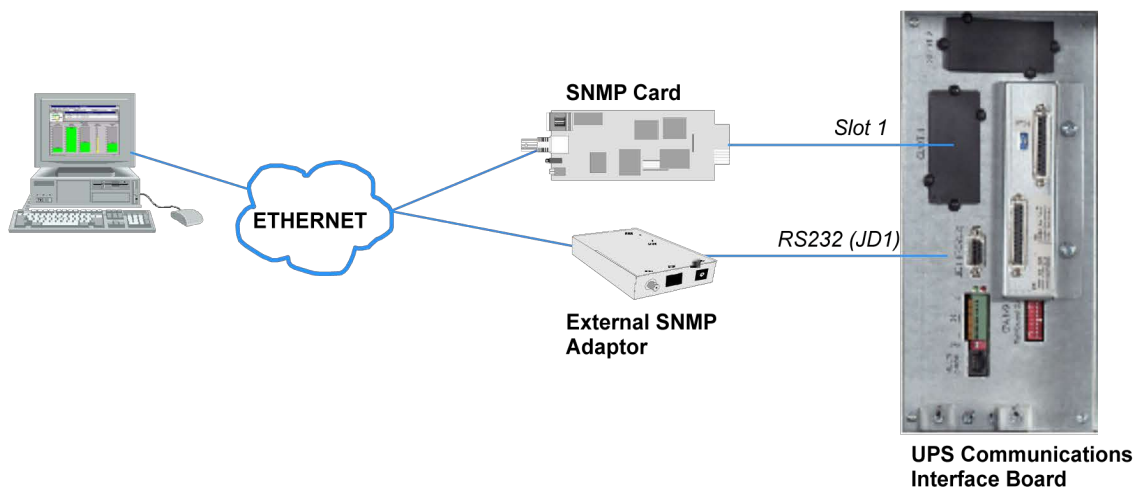 SNMP Card
Slot 1
ETHERNET
RS232 (JD1)
External SNMP
Adaptor
UPS Communications
Interface Board